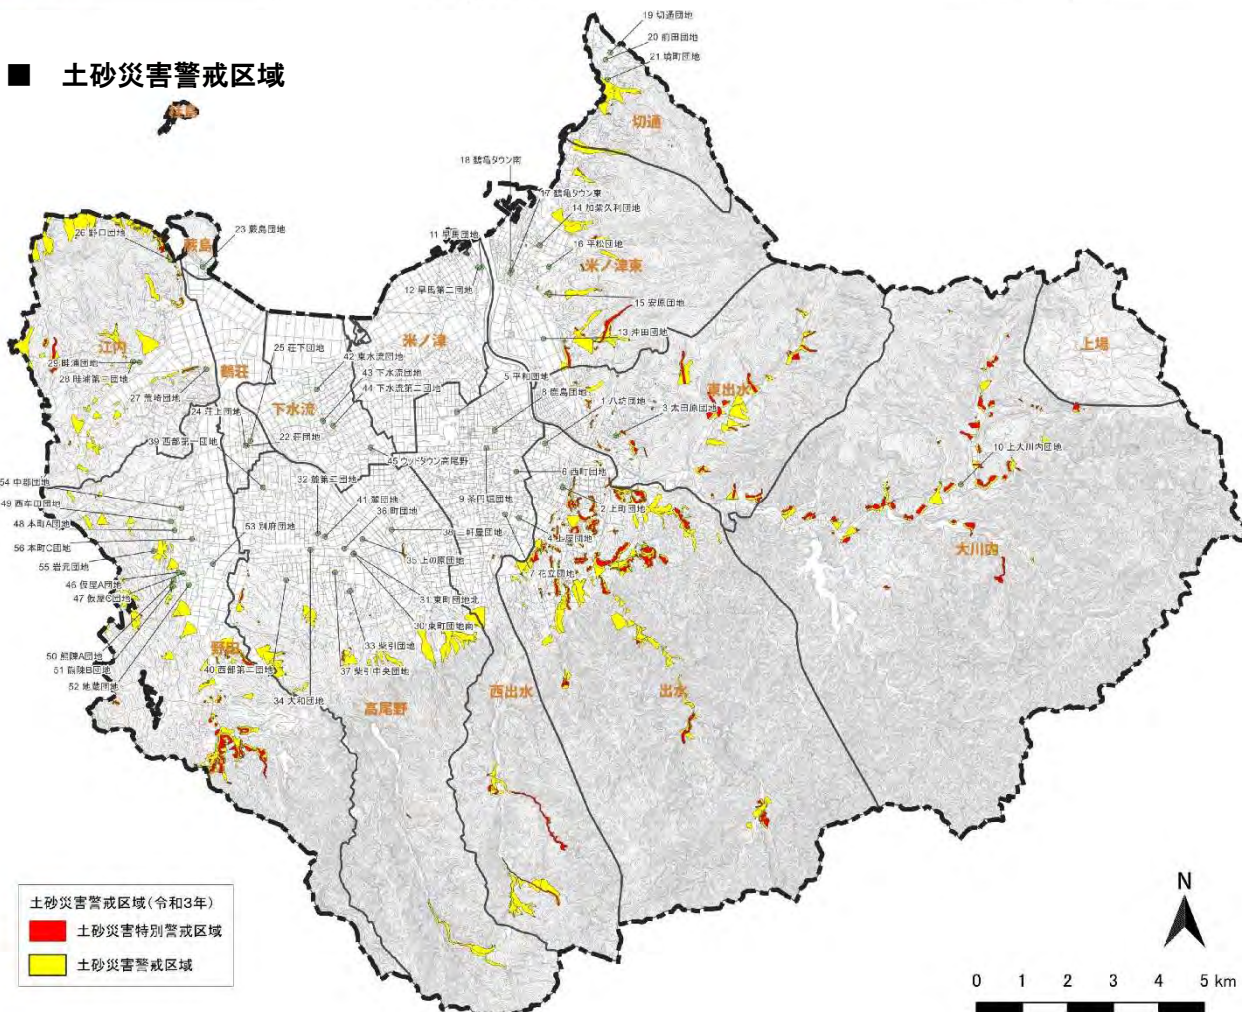 ■ 土砂災害警戒区域
19 切通団地
20 前田団地
21 境町団地
切通
18 鶴亀タウン南
17 鶴亀タウン東
14 加紫久利団地
11 早馬団地
16 平松団地
米ノ津東
12 早馬第二団地
15 安原団地
13 沖田団地
26 野口団地
蕨島
23 蕨島団地
江内
29 畦浦団地
28 畦浦第二団地
27 荒崎団地
鶴荘
25 荘下団地
42 東水流団地
43 下水流団地
44 下水流第二団地
米ノ津
下水流
5 平和団地
8 鹿島団地
1 八坊団地
3 太田原団地
東出水
上場
24 荘上団地
39 西部第一団地
22 荘団地
45 ウッドタウン高尾野
10 上大川内団地
54 中郡団地
32 麓第二団地
41 麓団地
36 町団地
9 茶円堀団地
6 西町団地
2 上町団地
49 西牟田団地
48 本町A団地
53 別府団地
38 二軒屋団地
4 上屋団地
大川内
56 本町C団地
55 岩元団地
35 上の原団地
7 花立団地
46 仮屋A団地
47 仮屋C団地
31 東町団地北
30 東町団地南
33 柴引団地
50 熊陳A団地
51 熊陳B団地
52 地蔵団地
野田
40 西部第二団地
37 柴引中央団地
34 大和団地
高尾野
西出水
出水
土砂災害警戒区域(令和3年)
土砂災害特別警戒区域
土砂災害警戒区域
N
0 1 2 3 4 5 km